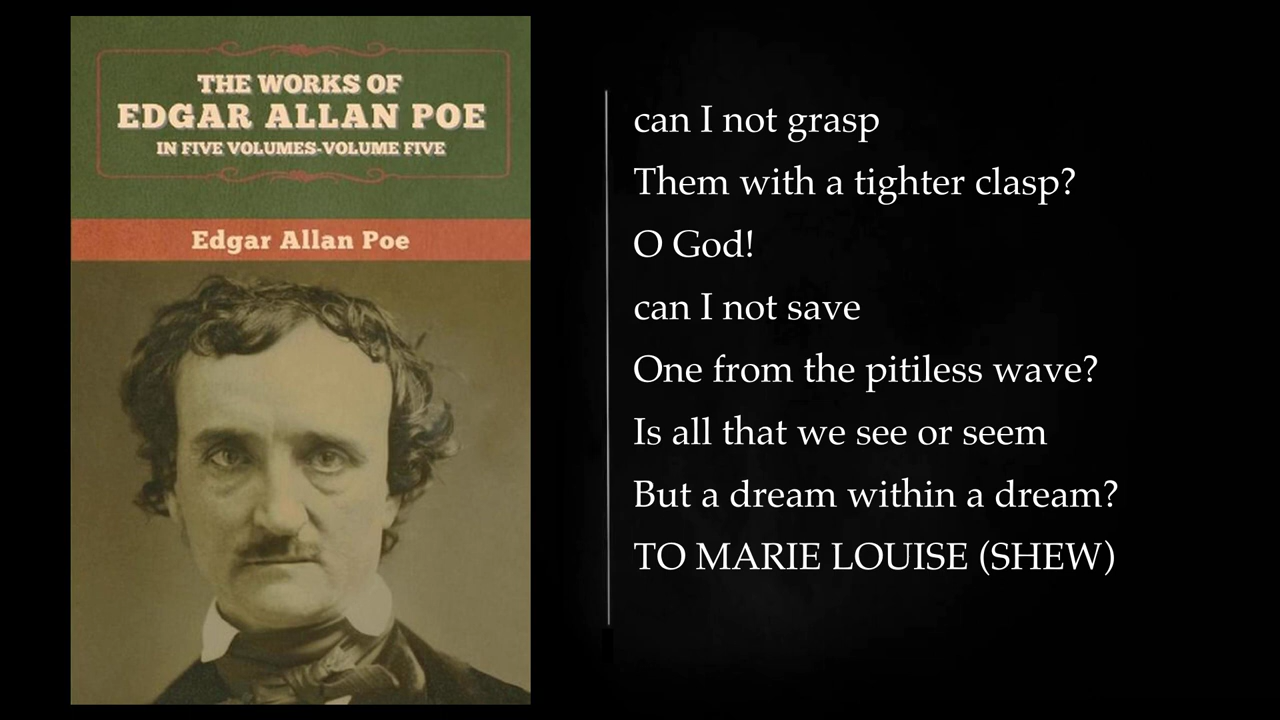 THE WORKS OF
EDGAR ALLAN POE
IN FIVE VOLUMES-VOLUME FIVE
Edgar Allan Poe
can I not grasp
Them with a tighter clasp?
O God!
can I not save
One from the pitiless wave?
Is all that we see or seem
But a dream within a dream?
TO MARIE LOUISE (SHEW)